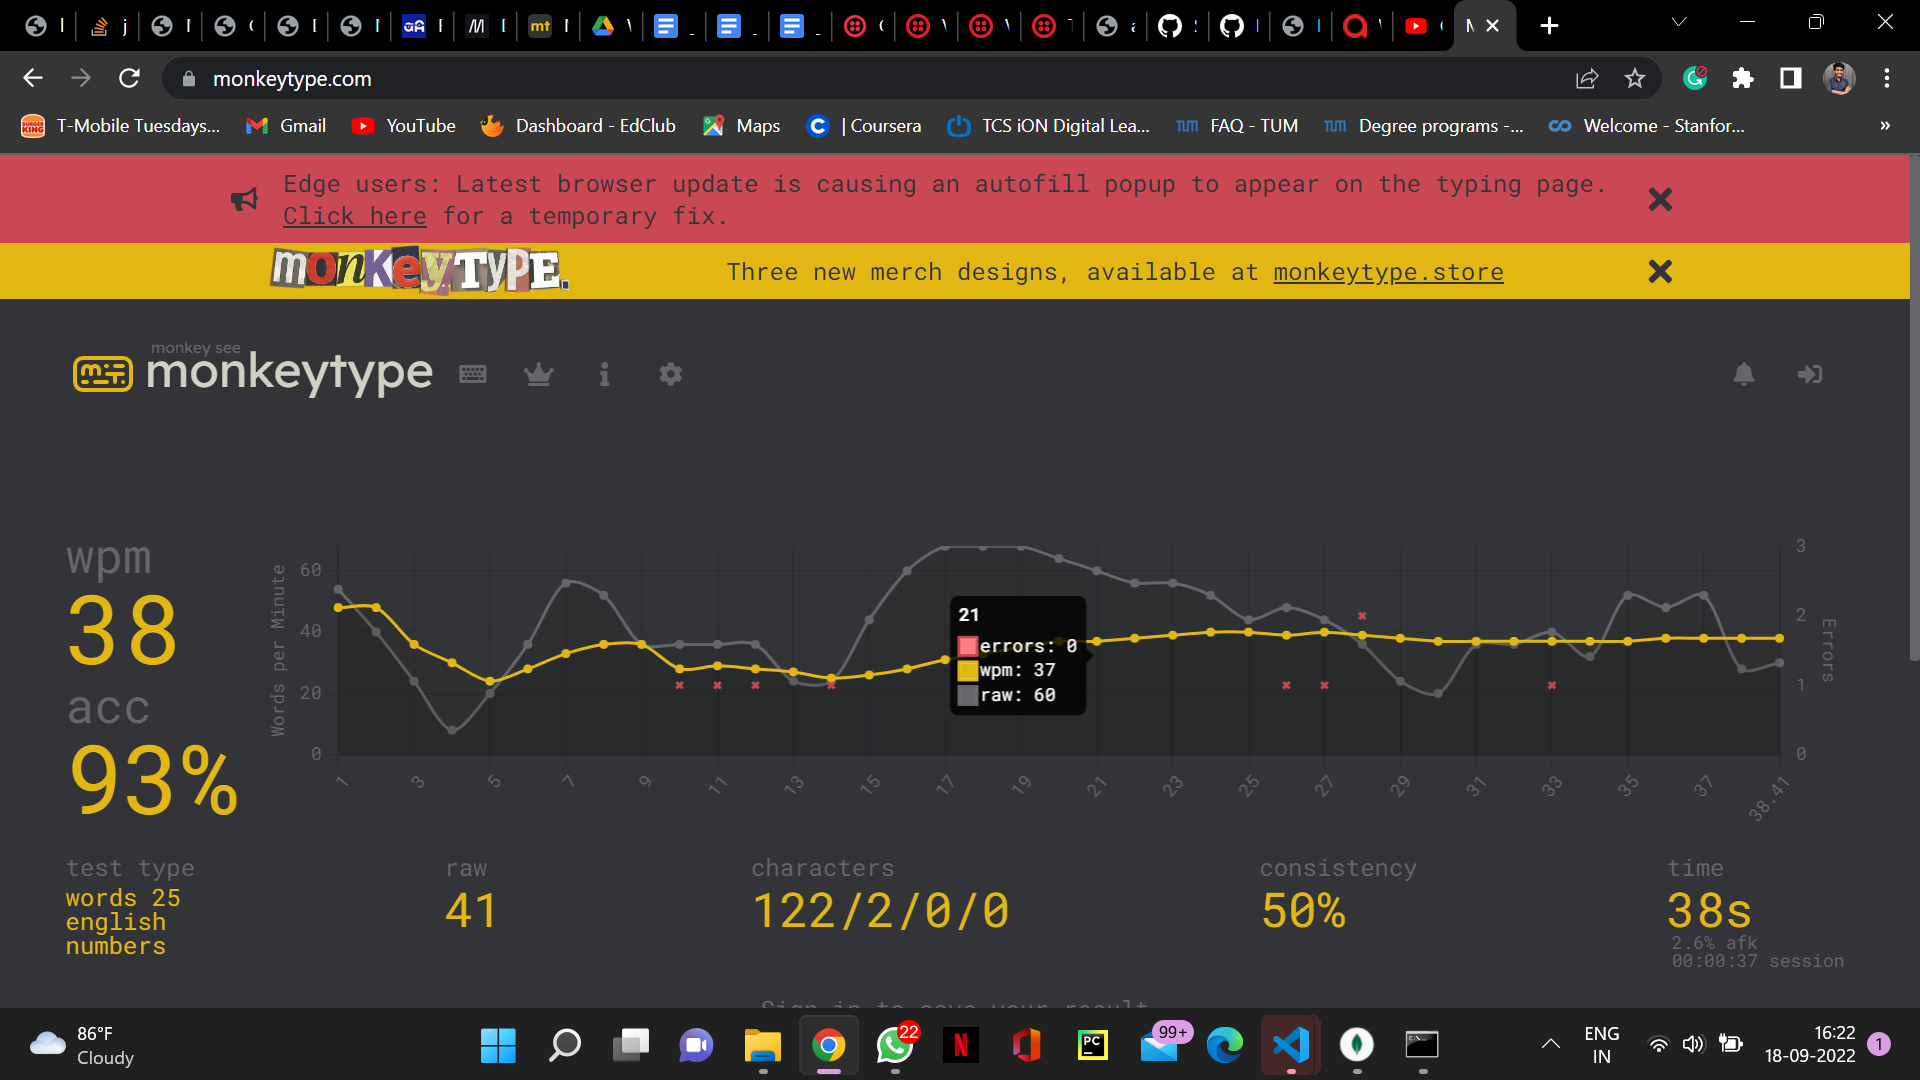 monkeytype.com
T-Mobile Tuesdays...
Gmail
YouTube
Dashboard - EdClub
Maps
| Coursera
TCS iON Digital Lea...
FAQ - TUM
Degree programs -...
Welcome - Stanfor...
»
Edge users: Latest browser update is causing an autofill popup to appear on the typing page.
Click here for a temporary fix.
monkeyTYPE.
Three new merch designs, available at monkeytype.store
monkey see
monkeytype
wpm
38
acc
93%
Words per Minute
60
40
20
0
3
2
1
0
Errors
21
errors: 0
wpm: 37
raw: 60
1 3 5 7 9 11 13 15 17 19 21 23 25 27 29 31 33 35 37 38.41
test type
words 25
english
numbers
raw
41
characters
122/2/0/0
consistency
50%
time
38s
2.6% afk
00:00:37 session
Sign in to save your result
86°F
Cloudy
22
99+
ENG
IN
16:22
18-09-2022
1